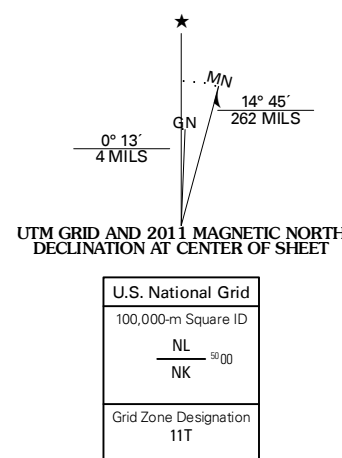 ★
MN
14° 45´
262 MILS
GN
0° 13´
4 MILS
UTM GRID AND 2011 MAGNETIC NORTH
DECLINATION AT CENTER OF SHEET
U.S. National Grid
100,000-m Square ID
NL
5000
NK
Grid Zone Designation
11T